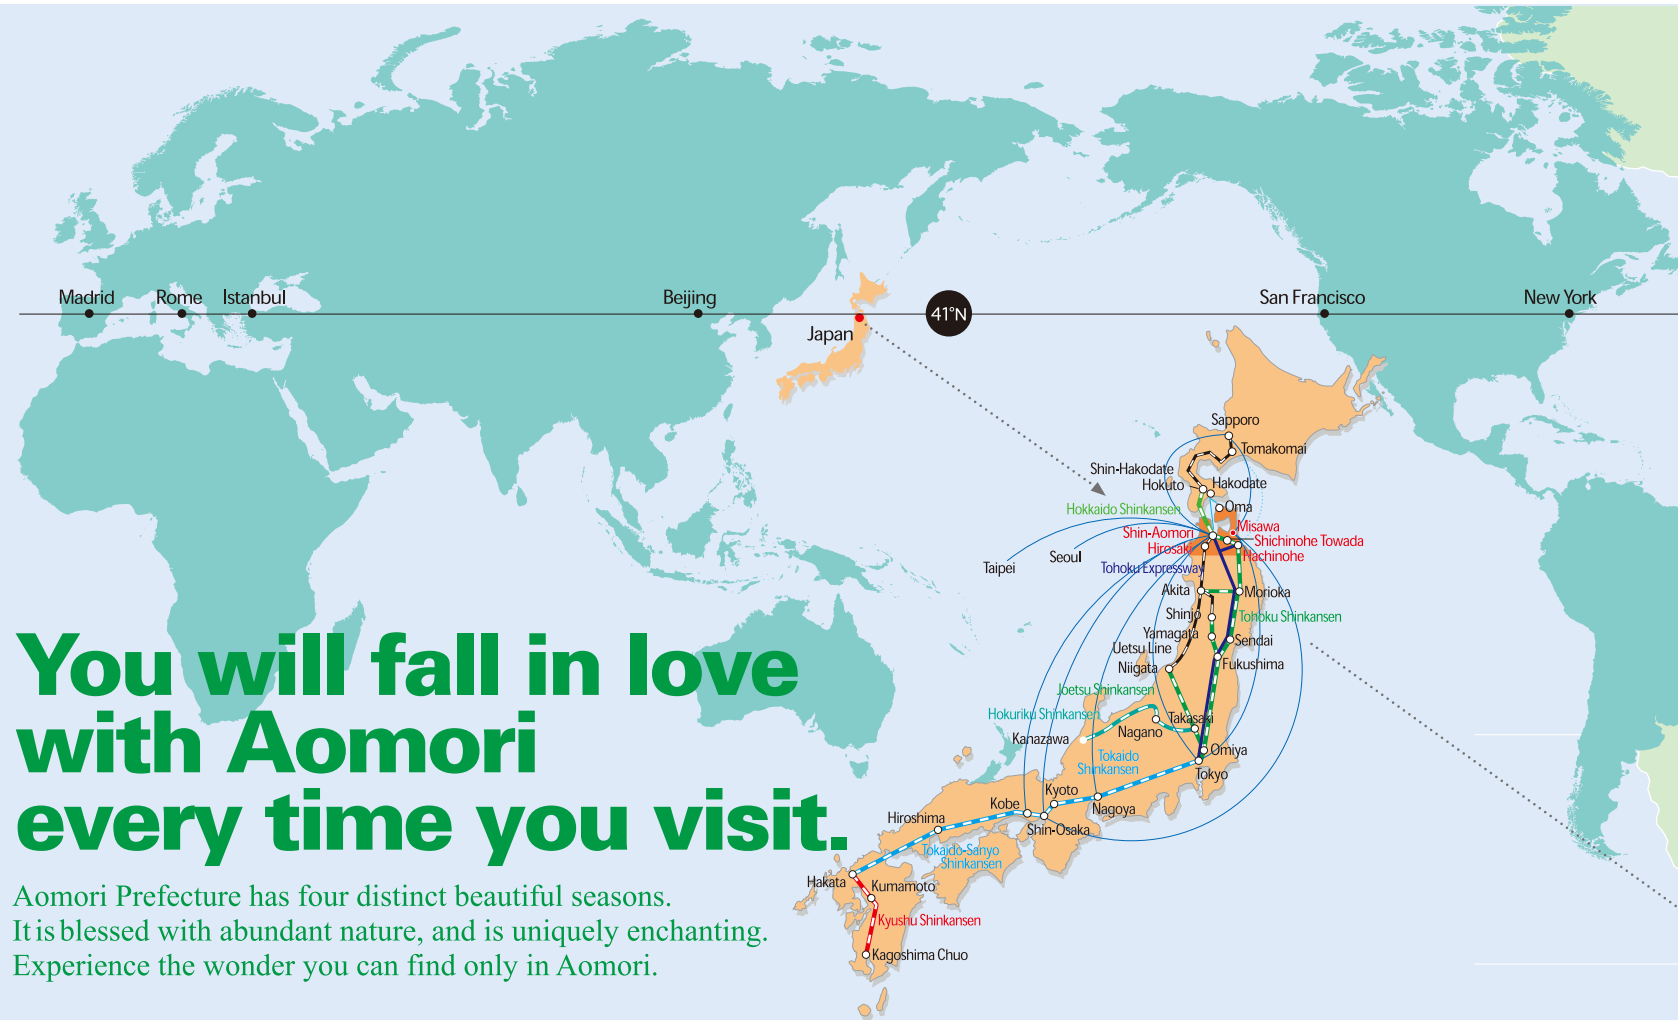 Madrid
Rome
Istanbul
Beijing
41°N
San Francisco
New York
Japan
Sapporo
Tomakomai
Shin-Hakodate
Hokuto
Hakodate
Oma
Hokkaido Shinkansen
Misawa
Shin-Aomori
Shichinohe Towada
Hirosaki
Hachinohe
Seoul
Taipei
Tohoku Expressway
Akita
Morioka
Shinjo
Tohoku Shinkansen
Yamagata
Sendai
Uetsu Line
Fukushima
Niigata
Joetsu Shinkansen
Hokuriku Shinkansen
Takasaki
Nagano
Kanazawa
Omiya
Tokaido
Shinkansen
Tokyo
Kyoto
Kobe
Nagoya
Hiroshima
Shin-Osaka
Tokaido-Sanyo
Shinkansen
Hakata
Kumamoto
Kyushu Shinkansen
Kagoshima Chuo
You will fall in love
with Aomori
every time you visit.
Aomori Prefecture has four distinct beautiful seasons.
It is blessed with abundant nature, and is uniquely enchanting.
Experience the wonder you can find only in Aomori.